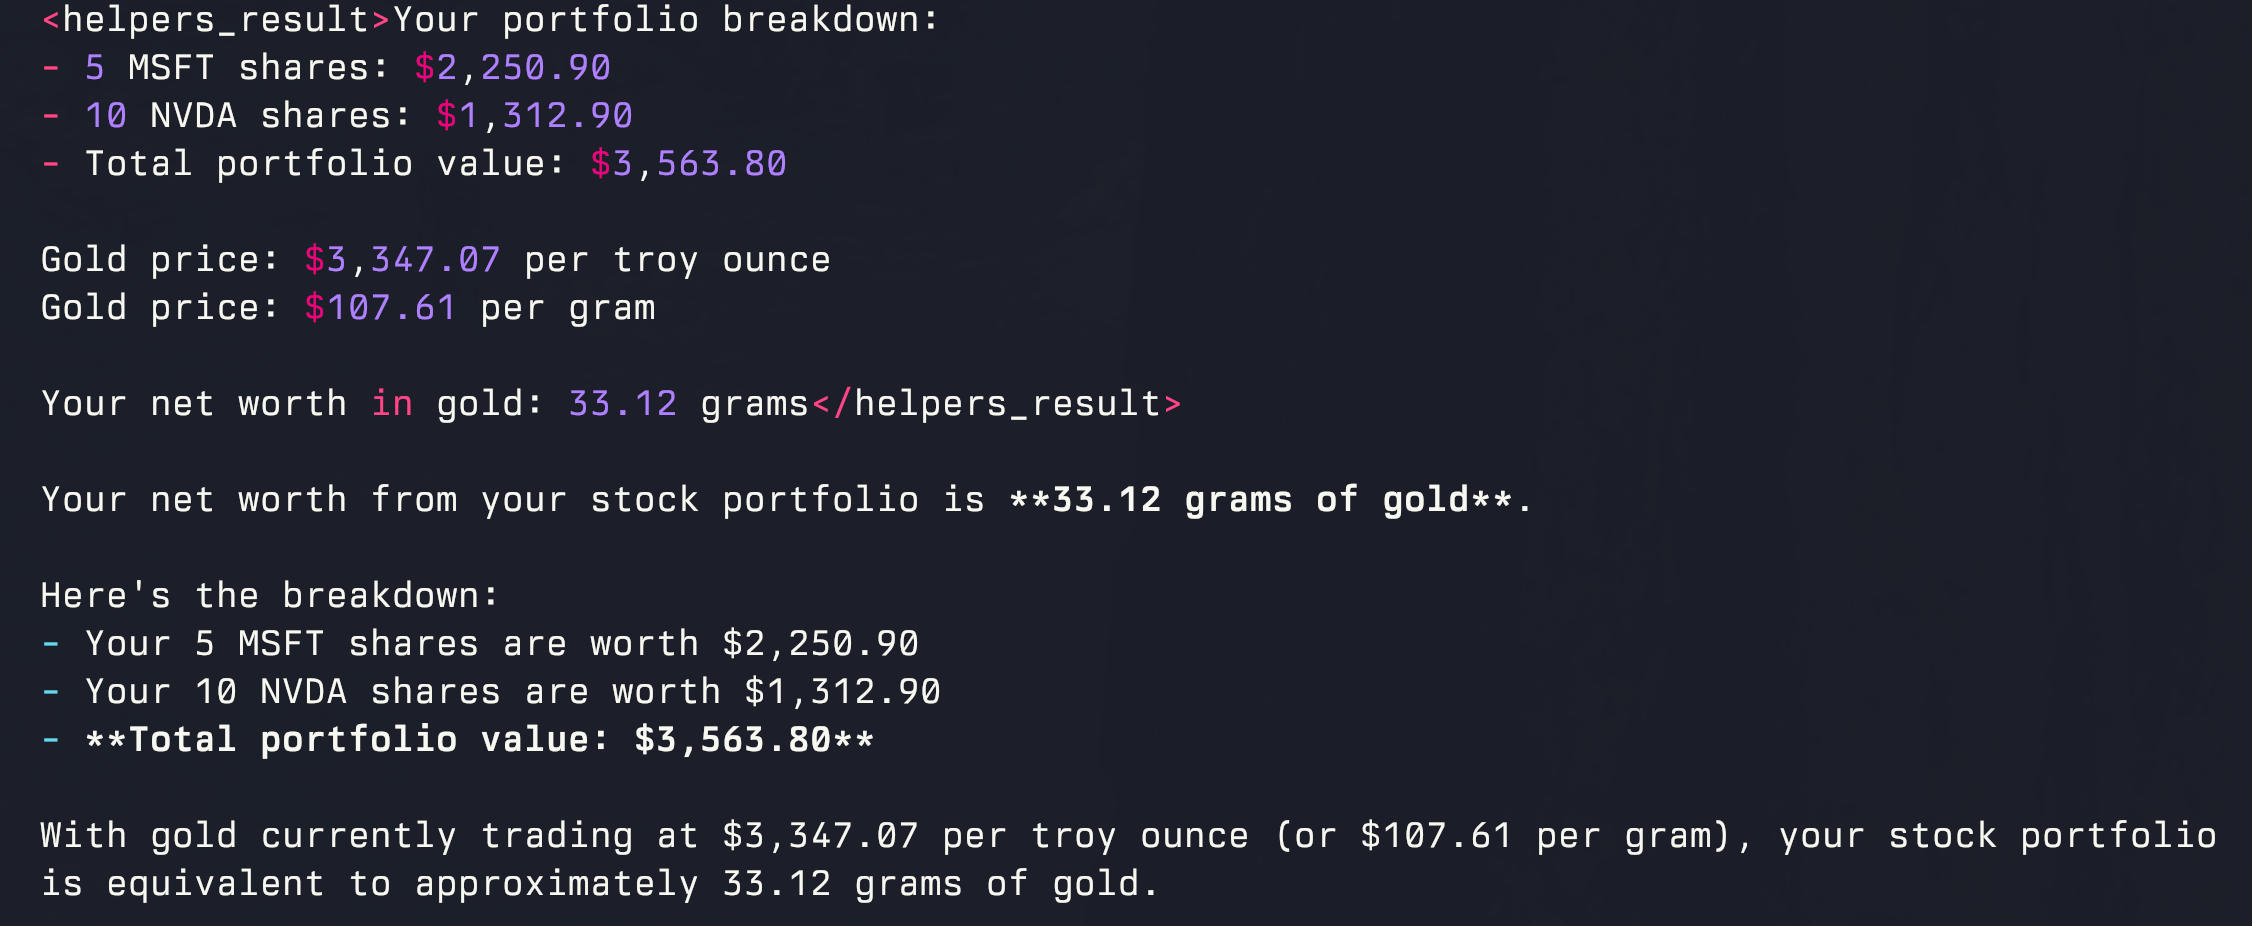 <helpers_result>Your portfolio breakdown:
- 5 MSFT shares: $2,250.90
- 10 NVDA shares: $1,312.90
- Total portfolio value: $3,563.80
Gold price: $3,347.07 per troy ounce
Gold price: $107.61 per gram
Your net worth in gold: 33.12 grams</helpers_result>
Your net worth from your stock portfolio is **33.12 grams of gold**.
Here's the breakdown:
- Your 5 MSFT shares are worth $2,250.90
- Your 10 NVDA shares are worth $1,312.90
- **Total portfolio value: $3,563.80**
With gold currently trading at $3,347.07 per troy ounce (or $107.61 per gram), your stock portfolio
is equivalent to approximately 33.12 grams of gold.